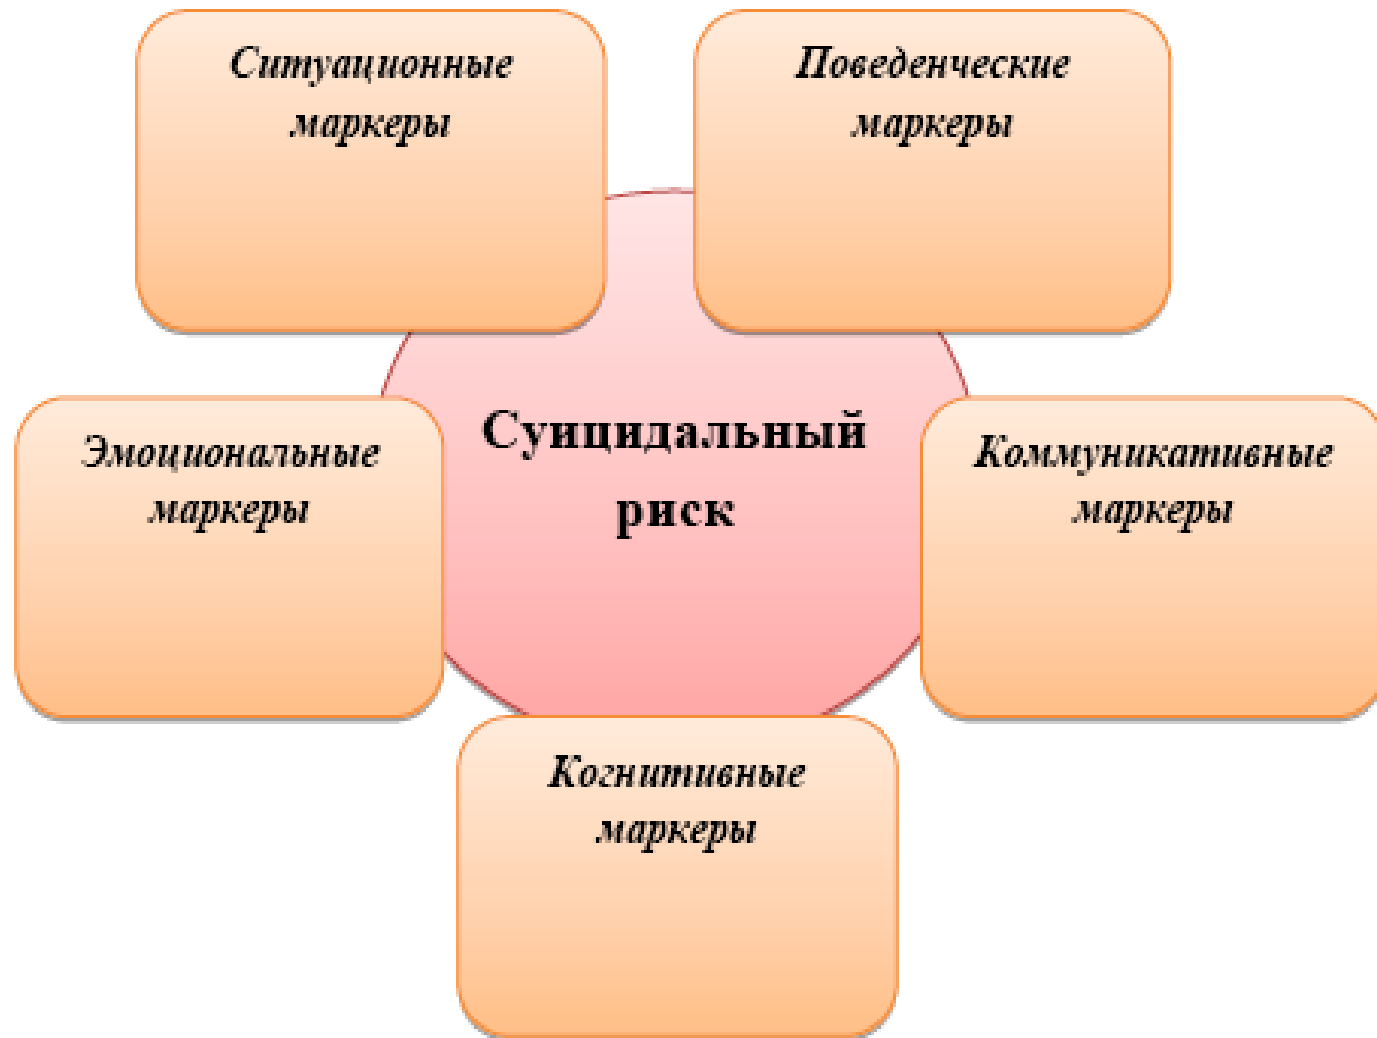 Ситуационные
маркеры
Поведенческие
маркеры
Суицидальный
риск
Эмоциональные
маркеры
Коммуникативные
маркеры
Когнитивные
маркеры